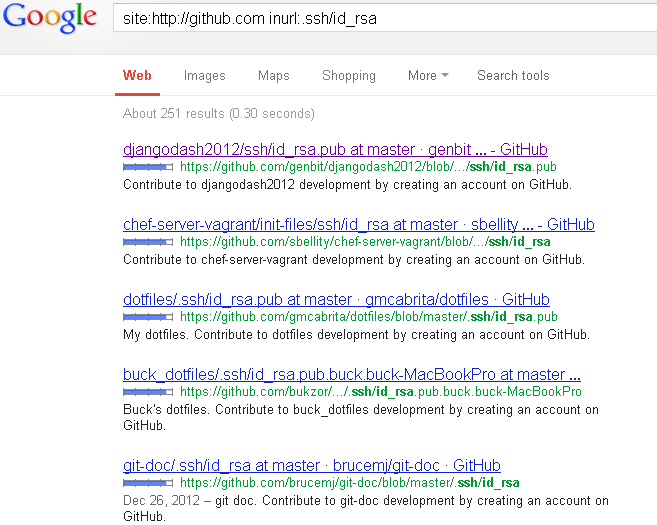 Google
site:http://github.com inurl:.ssh/id_rsa
Web Images Maps Shopping More Search tools
About 251 results (0.30 seconds)
djangodash2012/ssh/id_rsa.pub at master · genbit ... - GitHub
https://github.com/genbit/djangodash2012/blob/.../ssh/id_rsa.pub
Contribute to djangodash2012 development by creating an account on GitHub.
chef-server-vagrant/init-files/ssh/id_rsa at master · sbellity ... - GitHub
https://github.com/sbellity/chef-server-vagrant/blob/.../ssh/id_rsa
Contribute to chef-server-vagrant development by creating an account on GitHub.
dotfiles/.ssh/id_rsa.pub at master · gmcabrita/dotfiles · GitHub
https://github.com/gmcabrita/dotfiles/blob/master/.ssh/id_rsa.pub
My dotfiles. Contribute to dotfiles development by creating an account on GitHub.
buck_dotfiles/.ssh/id_rsa.pub.buck.buck-MacBookPro at master ...
https://github.com/bukzor/.../.ssh/id_rsa.pub.buck.buck-MacBookPro
Buck's dotfiles. Contribute to buck_dotfiles development by creating an account on
GitHub.
git-doc/.ssh/id_rsa at master · brucemj/git-doc · GitHub
https://github.com/brucemj/git-doc/blob/master/.ssh/id_rsa
Dec 26, 2012 – git doc. Contribute to git-doc development by creating an account on
GitHub.